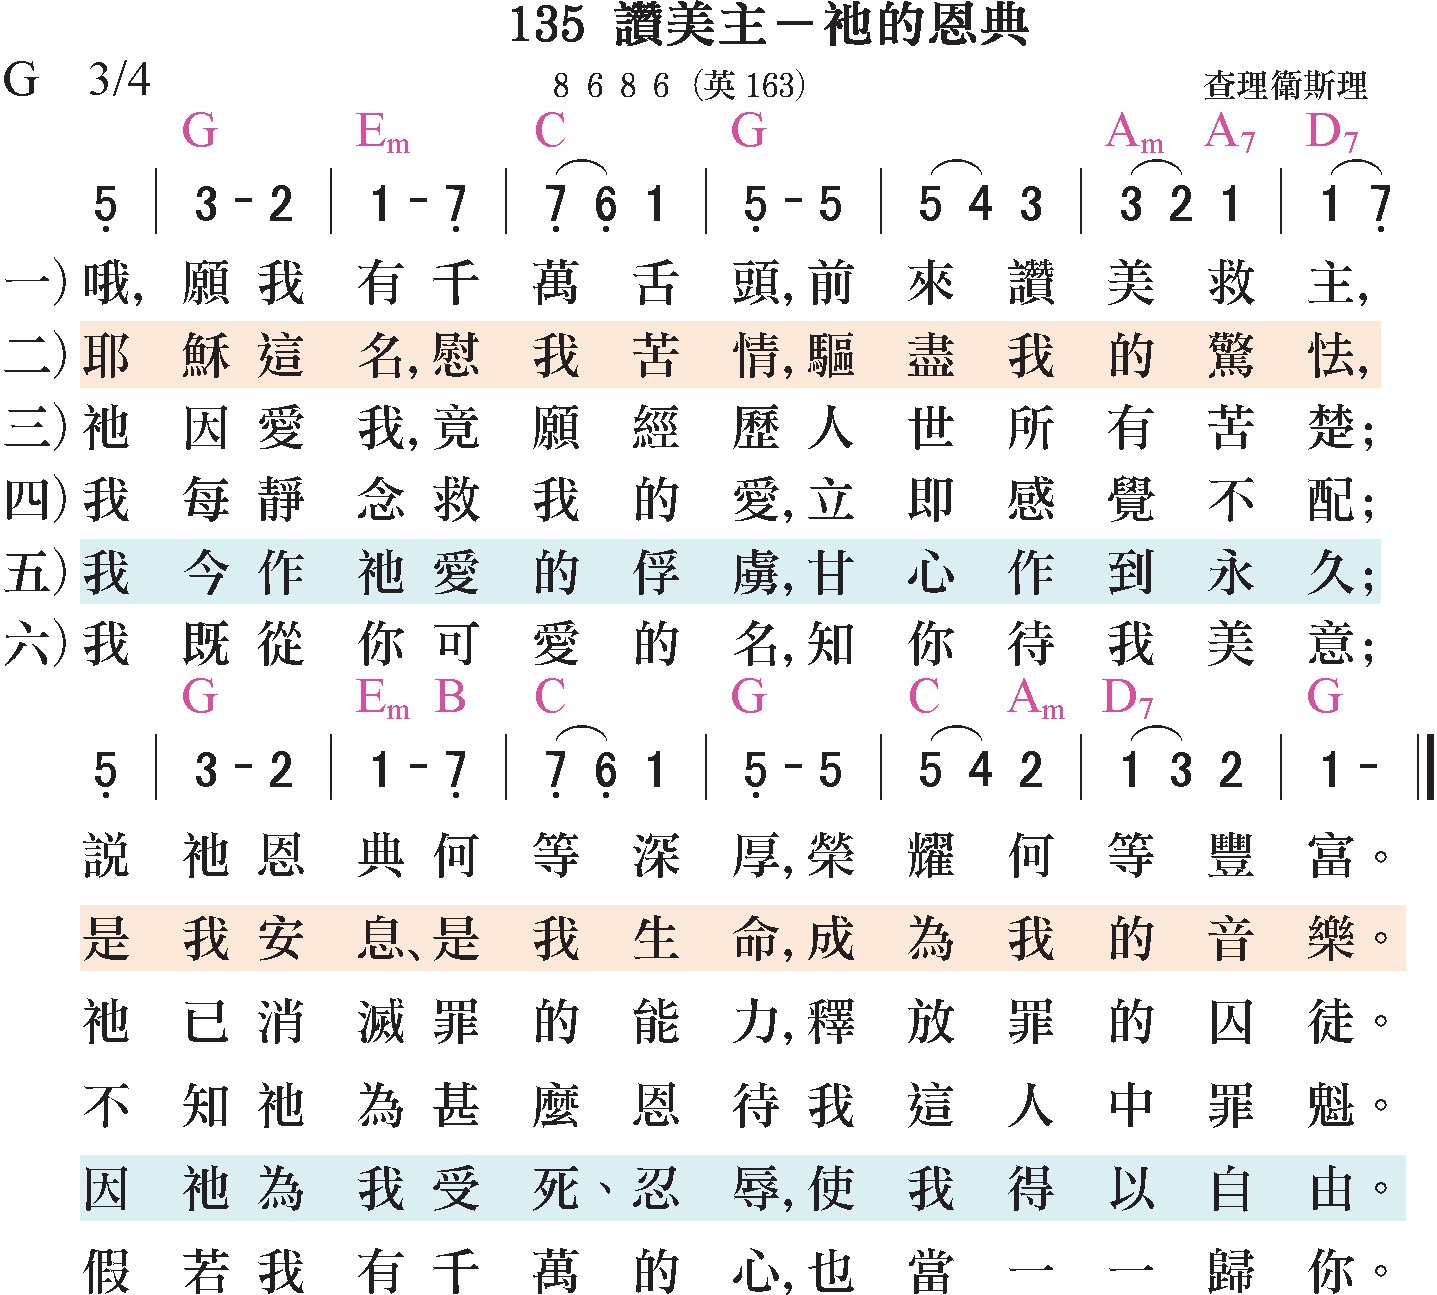 135 讚美主－祂的恩典
G 3/4 8 6 8 6 (英163) 查理衛斯理
G Em C G Am A7 D7
5 | 3 - 2 | 1 - 7 | 7 6 1 | 5 - 5 | 5 4 3 | 3 2 1 | 1 7
一) 哦, 願我有千萬舌頭, 前來讚美救主,
二) 耶穌這名, 慰我苦情, 驅盡我的驚怯,
三) 祂因愛我, 竟願經歷人世所有苦楚;
四) 我每靜念救我的愛, 立即感覺不配;
五) 我今作祂愛的俘虜, 甘心作到永久;
六) 我既從你可愛的名, 知你待我美意;
G Em B C G C Am D7 G
5 | 3 - 2 | 1 - 7 | 7 6 1 | 5 - 5 | 5 4 2 | 1 3 2 | 1 -
説祂恩典何等深厚, 榮耀何等豐富。
是我安息、是我生命, 成為我的音樂。
祂已消滅罪的能力, 釋放罪的囚徒。
不知祂為甚麼恩待我這人中罪魁。
因祂為我受死、忍辱, 使我得以自由。
假若我有千萬的心, 也當一一歸你。